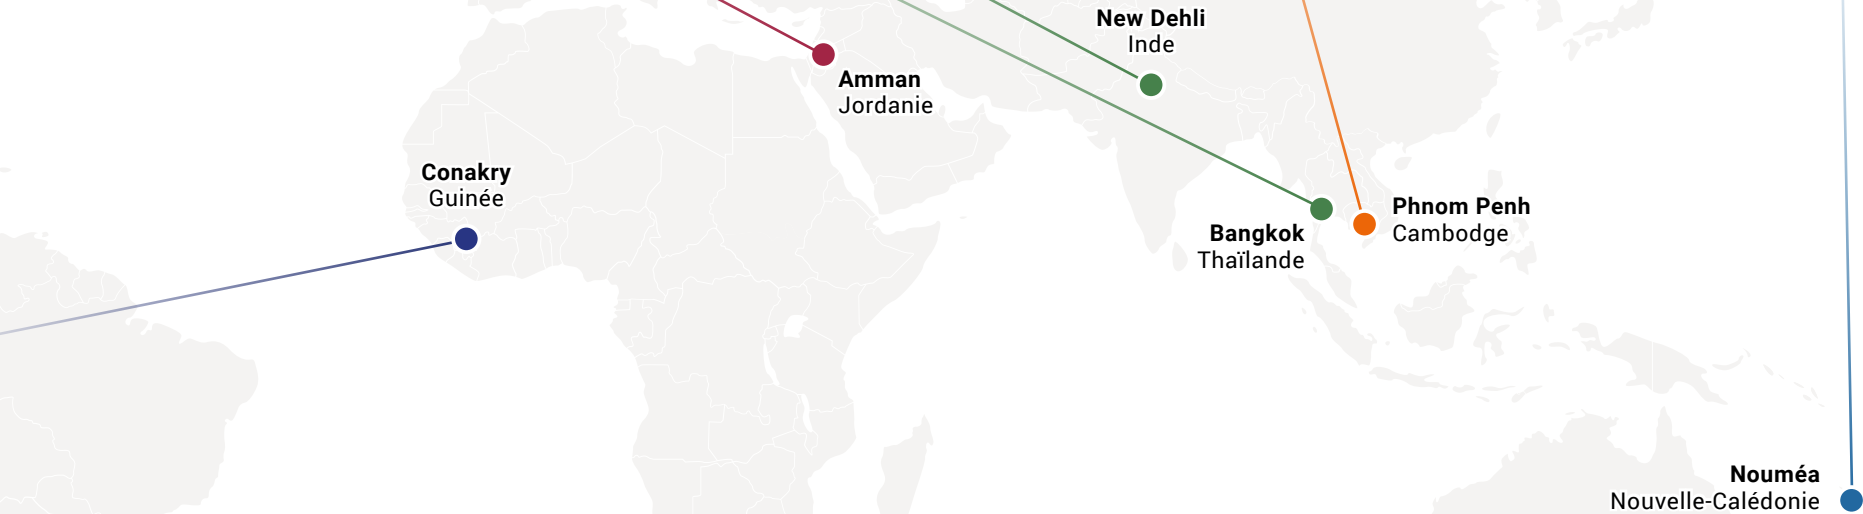 New Dehli
Inde
Amman
Jordanie
Conakry
Guinée
Phnom Penh
Cambodge
Bangkok
Thaïlande
Nouméa
Nouvelle-Calédonie